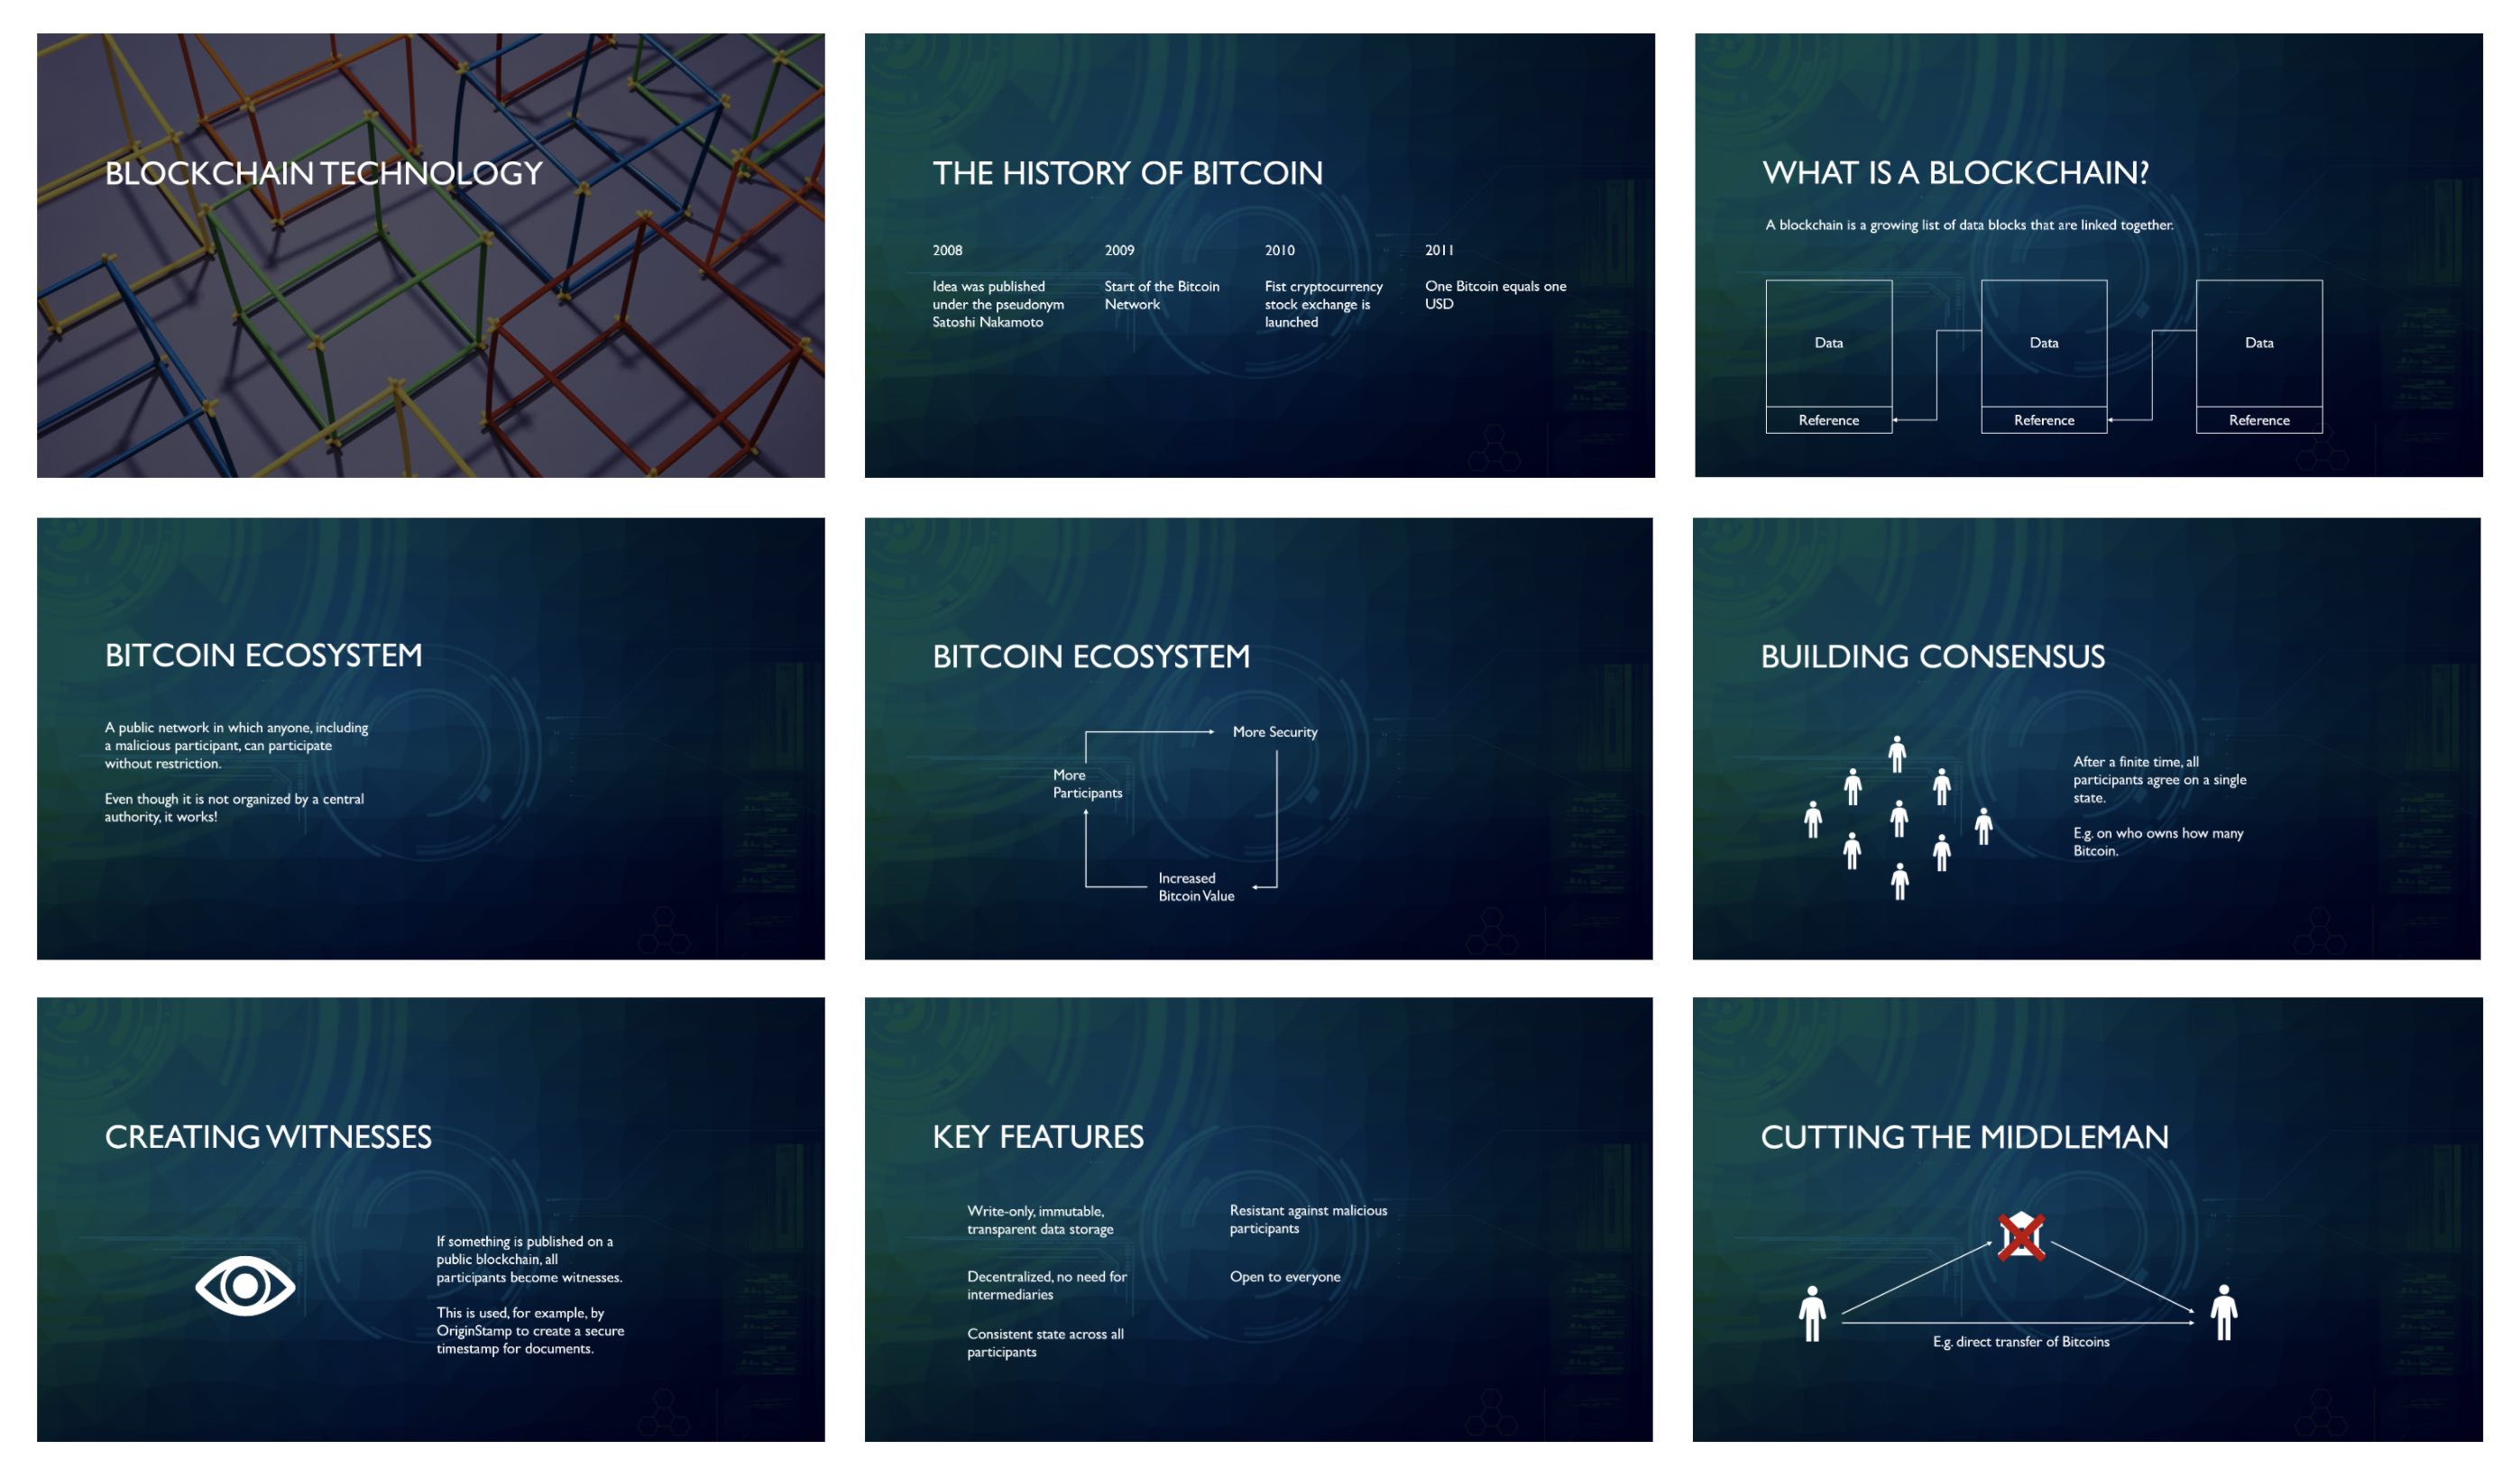 BLOCKCHAIN TECHNOLOGY
THE HISTORY OF BITCOIN
2008
Idea was published
under the pseudonym
Satoshi Nakamoto
2009
Start of the Bitcoin
Network
2010
Fist cryptocurrency
stock exchange is
launched
2011
One Bitcoin equals one
USD
WHAT IS A BLOCKCHAIN?
A blockchain is a growing list of data blocks that are linked together.
Data
Reference
Data
Reference
Data
Reference
BITCOIN ECOSYSTEM
A public network in which anyone, including
a malicious participant, can participate
without restriction.
Even though it is not organized by a central
authority, it works!
BITCOIN ECOSYSTEM
More Security
More
Participants
Increased
Bitcoin Value
BUILDING CONSENSUS
After a finite time, all
participants agree on a single
state.
E.g. on who owns how many
Bitcoin.
CREATING WITNESSES
If something is published on a
public blockchain, all
participants become witnesses.
This is used, for example, by
OriginStamp to create a secure
timestamp for documents.
KEY FEATURES
Write-only, immutable,
transparent data storage
Decentralized, no need for
intermediaries
Consistent state across all
participants
Resistant against malicious
participants
Open to everyone
CUTTING THE MIDDLEMAN
E.g. direct transfer of Bitcoins